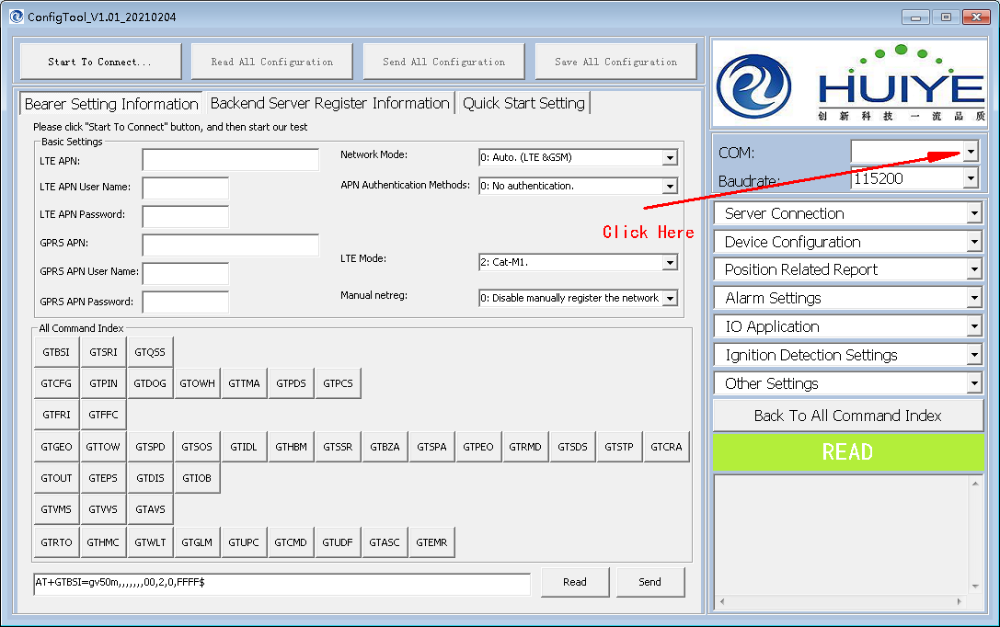 ConfigTool_V1.01_20210204
Start To Connect... Read All Configuration Send All Configuration Save All Configuration
HUIYE
创 新 科 技 一 流 品 质
Bearer Setting Information Backend Server Register Information Quick Start Setting
Please click "Start To Connect" button, and then start our test
Basic Settings
LTE APN:
LTE APN User Name:
LTE APN Password:
GPRS APN:
GPRS APN User Name:
GPRS APN Password:
Network Mode: 0: Auto. (LTE &GSM)
APN Authentication Methods: 0: No authentication.
LTE Mode: 2: Cat-M1.
Manual netreg: 0: Disable manually register the network
COM:
Baudrate: 115200
Click Here
Server Connection
Device Configuration
Position Related Report
Alarm Settings
IO Application
Ignition Detection Settings
Other Settings
Back To All Command Index
READ
All Command Index
GTBSI GTSRI GTQSS
GTCFG GTPIN GTDOG GTOWH GTTMA GTPDS GTPCS
GTFRI GTFFC
GTGEO GTTOW GTSPD GTSOS GTIDL GTHBM GTSSR GTBZA GTSPA GTPEO GTRMD GTSDS GTSTP GTCRA
GTOUT GTEPS GTDIS GTIOB
GTVMS GTVVS GTAVS
GTRTO GTHMC GTWLT GTGLM GTUPC GTCMD GTUDF GTASC GTEMR
AT+GTBSI=gv50m,,,,,,,00,2,0,FFFF$ Read Send